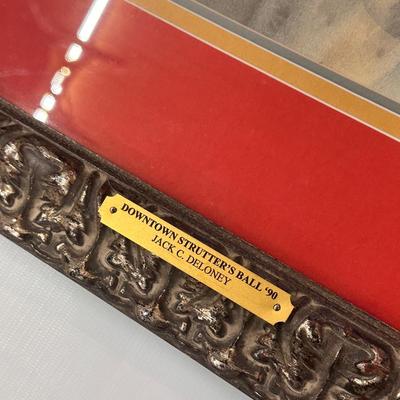 DOWNTOWN STRUTTER'S BALL '90
JACK C. DELONEY